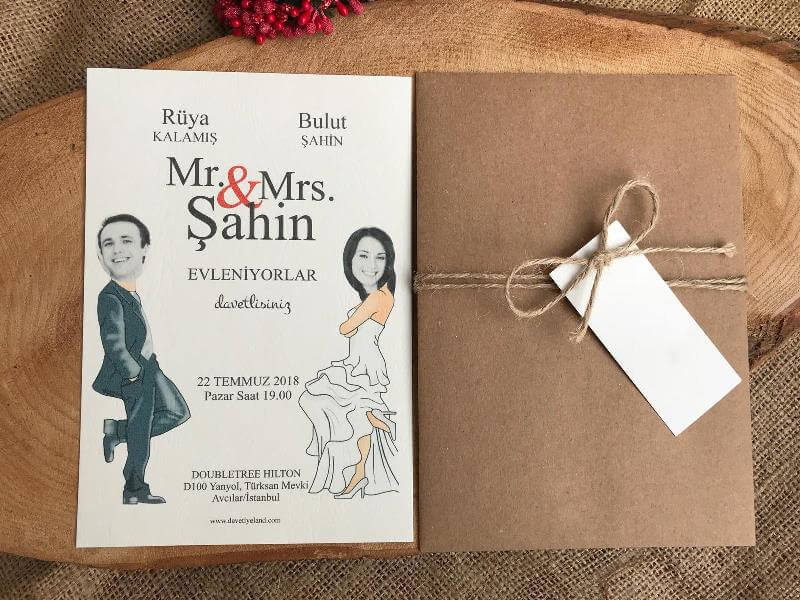 Rüya
KALAMIŞ
Bulut
ŞAHİN
Mr.&Mrs.
Şahin
EVLENİYORLAR
davetlisiniz
22 TEMMUZ 2018
Pazar Saat 19.00
DOUBLETREE HILTON
D100 Yanyol, Türksan Mevki
Avcılar/İstanbul
www.davetiyeland.com